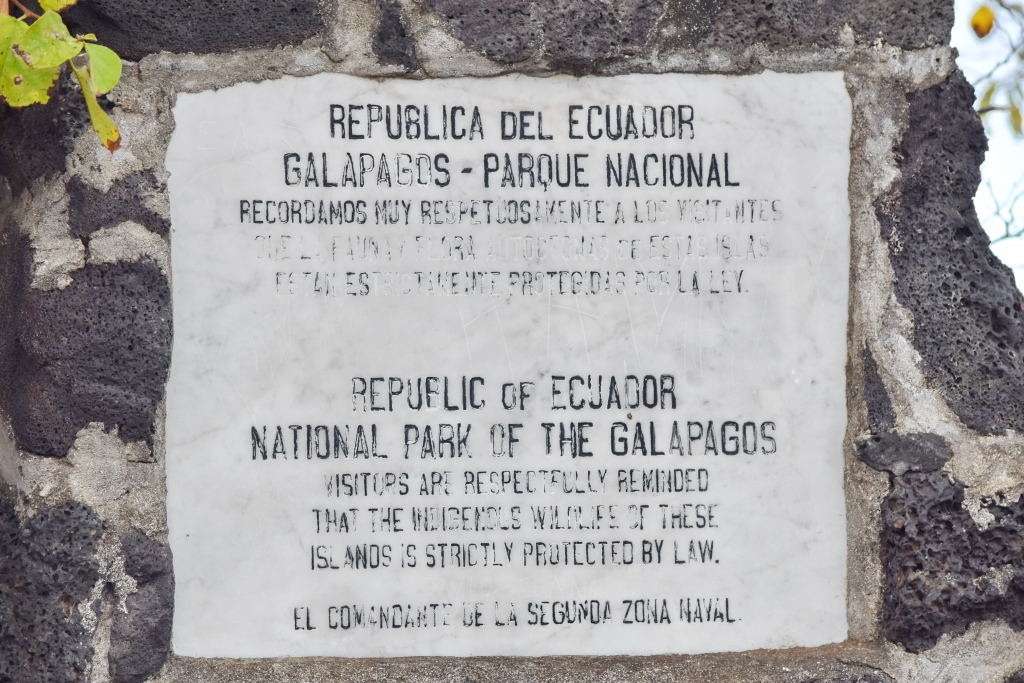 REPUBLICA DEL ECUADOR
GALAPAGOS - PARQUE NACIONAL
RECORDAMOS MUY RESPETUOSAMENTE A LOS VISITANTES
QUE LA FAUNA Y FLORA AUTOCTONAS DE ESTAS ISLAS
ESTAN ESTRICTAMENTE PROTEGIDAS POR LA LEY.
REPUBLIC OF ECUADOR
NATIONAL PARK OF THE GALAPAGOS
VISITORS ARE RESPECTFULLY REMINDED
THAT THE INDIGENOUS WILDLIFE OF THESE
ISLANDS IS STRICTLY PROTECTED BY LAW.
EL COMANDANTE DE LA SEGUNDA ZONA NAVAL.